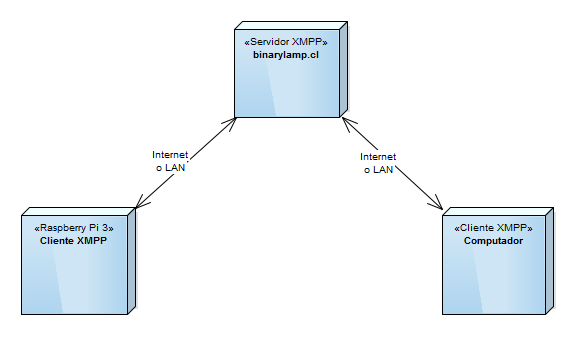 «Servidor XMPP»
binarylamp.cl
Internet
o LAN
Internet
o LAN
«Raspberry Pi 3»
Cliente XMPP
«Cliente XMPP»
Computador